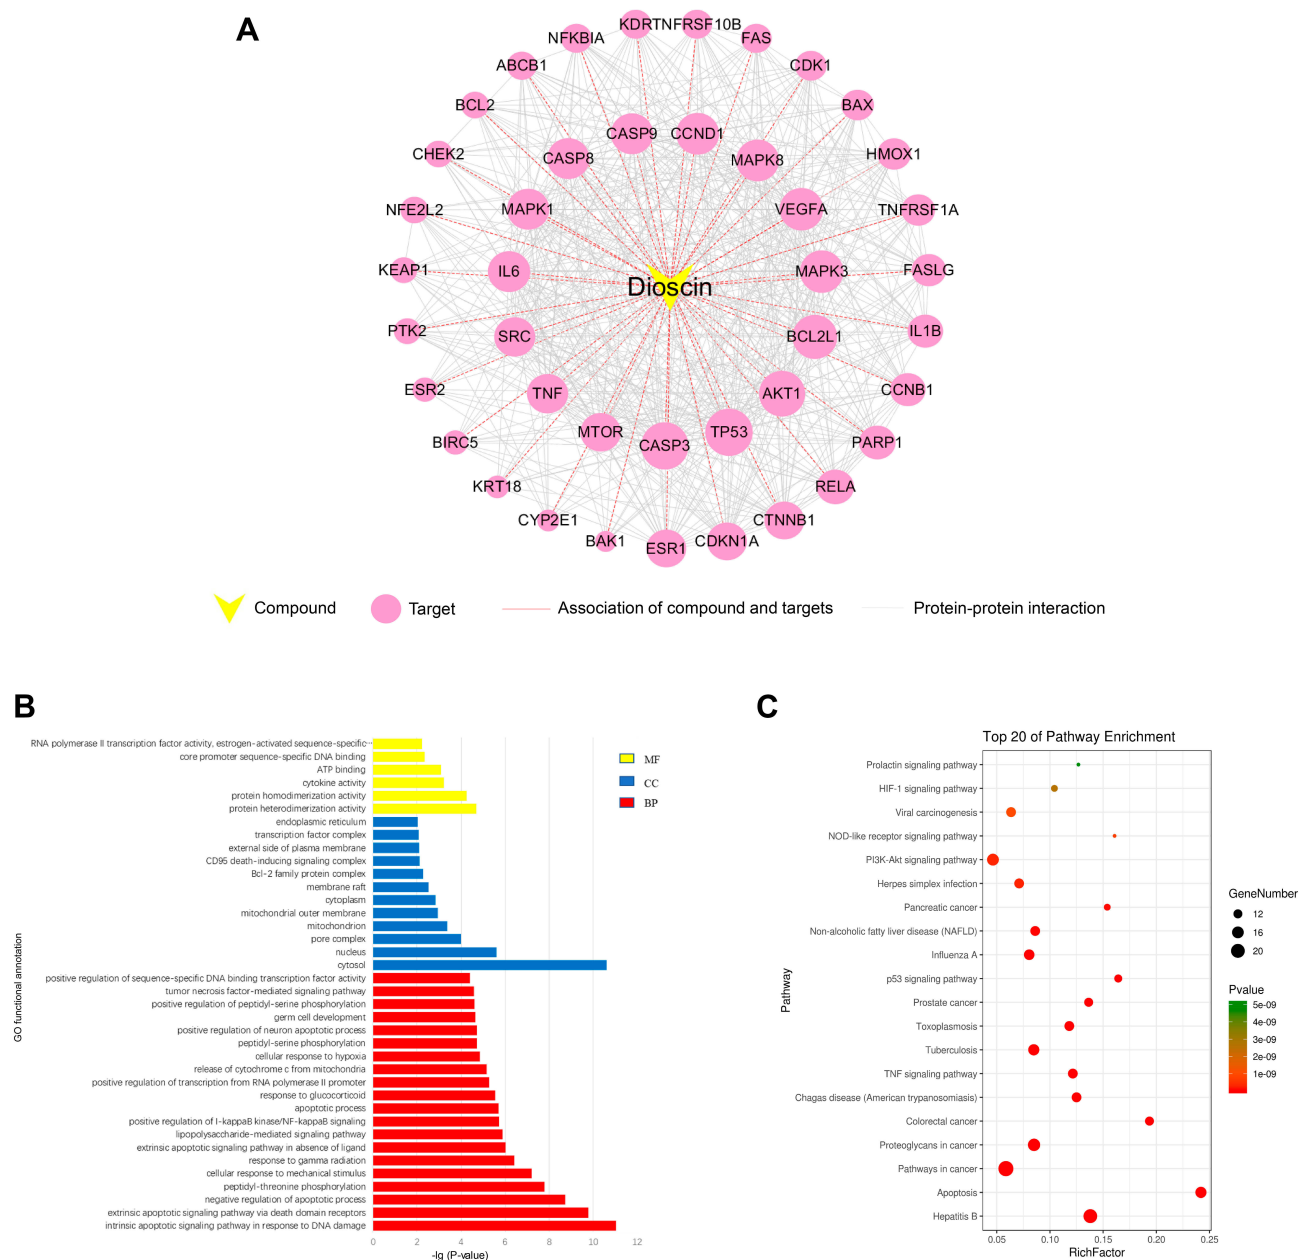 A
KDR
TNFRSF10B
NFKBIA
FAS
ABCB1
CDK1
BCL2
BAX
CASP9
CCND1
CHEK2
CASP8
MAPK8
HMOX1
NFE2L2
MAPK1
VEGFA
TNFRSF1A
KEAP1
IL6
MAPK3
FASLG
Dioscin
PTK2
SRC
BCL2L1
IL1B
ESR2
TNF
AKT1
CCNB1
BIRC5
MTOR
CASP3
TP53
PARP1
KRT18
RELA
CYP2E1
CTNNB1
BAK1
ESR1
CDKN1A
Compound
Target
Association of compound and targets
Protein-protein interaction
B
GO functional annotation
RNA polymerase II transcription factor activity, estrogen-activated sequence-specific···
core promoter sequence-specific DNA binding
ATP binding
cytokine activity
protein homodimerization activity
protein heterodimerization activity
endoplasmic reticulum
transcription factor complex
external side of plasma membrane
CD95 death-inducing signaling complex
Bcl-2 family protein complex
membrane raft
cytoplasm
mitochondrial outer membrane
mitochondrion
pore complex
nucleus
cytosol
positive regulation of sequence-specific DNA binding transcription factor activity
tumor necrosis factor-mediated signaling pathway
positive regulation of peptidyl-serine phosphorylation
germ cell development
positive regulation of neuron apoptotic process
peptidyl-serine phosphorylation
cellular response to hypoxia
release of cytochrome c from mitochondria
positive regulation of transcription from RNA polymerase II promoter
response to glucocorticoid
apoptotic process
positive regulation of I-kappaB kinase/NF-kappaB signaling
lipopolysaccharide-mediated signaling pathway
extrinsic apoptotic signaling pathway in absence of ligand
response to gamma radiation
cellular response to mechanical stimulus
peptidyl-threonine phosphorylation
negative regulation of apoptotic process
extrinsic apoptotic signaling pathway via death domain receptors
intrinsic apoptotic signaling pathway in response to DNA damage
0 2 4 6 8 10 12
-lg (P-value)
MF
CC
BP
C
Top 20 of Pathway Enrichment
Pathway
Prolactin signaling pathway
HIF-1 signaling pathway
Viral carcinogenesis
NOD-like receptor signaling pathway
PI3K-Akt signaling pathway
Herpes simplex infection
Pancreatic cancer
Non-alcoholic fatty liver disease (NAFLD)
Influenza A
p53 signaling pathway
Prostate cancer
Toxoplasmosis
Tuberculosis
TNF signaling pathway
Chagas disease (American trypanosomiasis)
Colorectal cancer
Proteoglycans in cancer
Pathways in cancer
Apoptosis
Hepatitis B
0.05 0.10 0.15 0.20 0.25
RichFactor
GeneNumber
12
16
20
Pvalue
5e-09
4e-09
3e-09
2e-09
1e-09